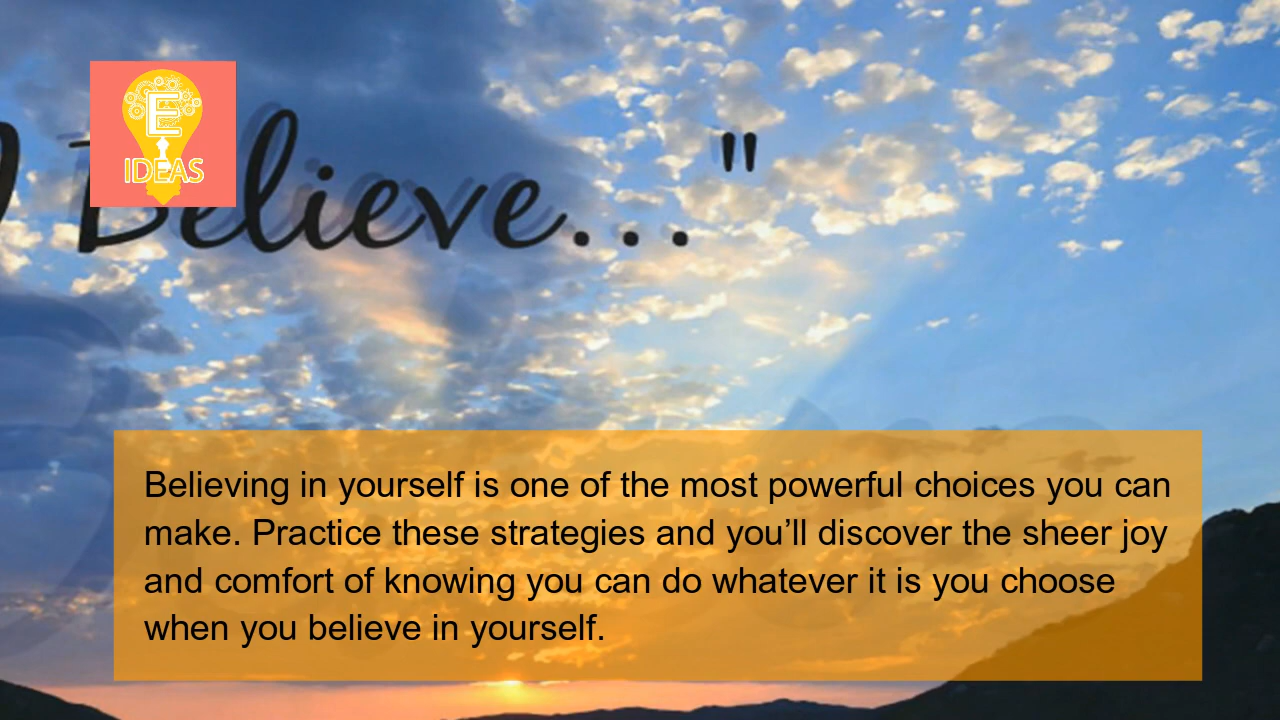 E
IDEAS
Believe..."
Believing in yourself is one of the most powerful choices you can
make. Practice these strategies and you’ll discover the sheer joy
and comfort of knowing you can do whatever it is you choose
when you believe in yourself.